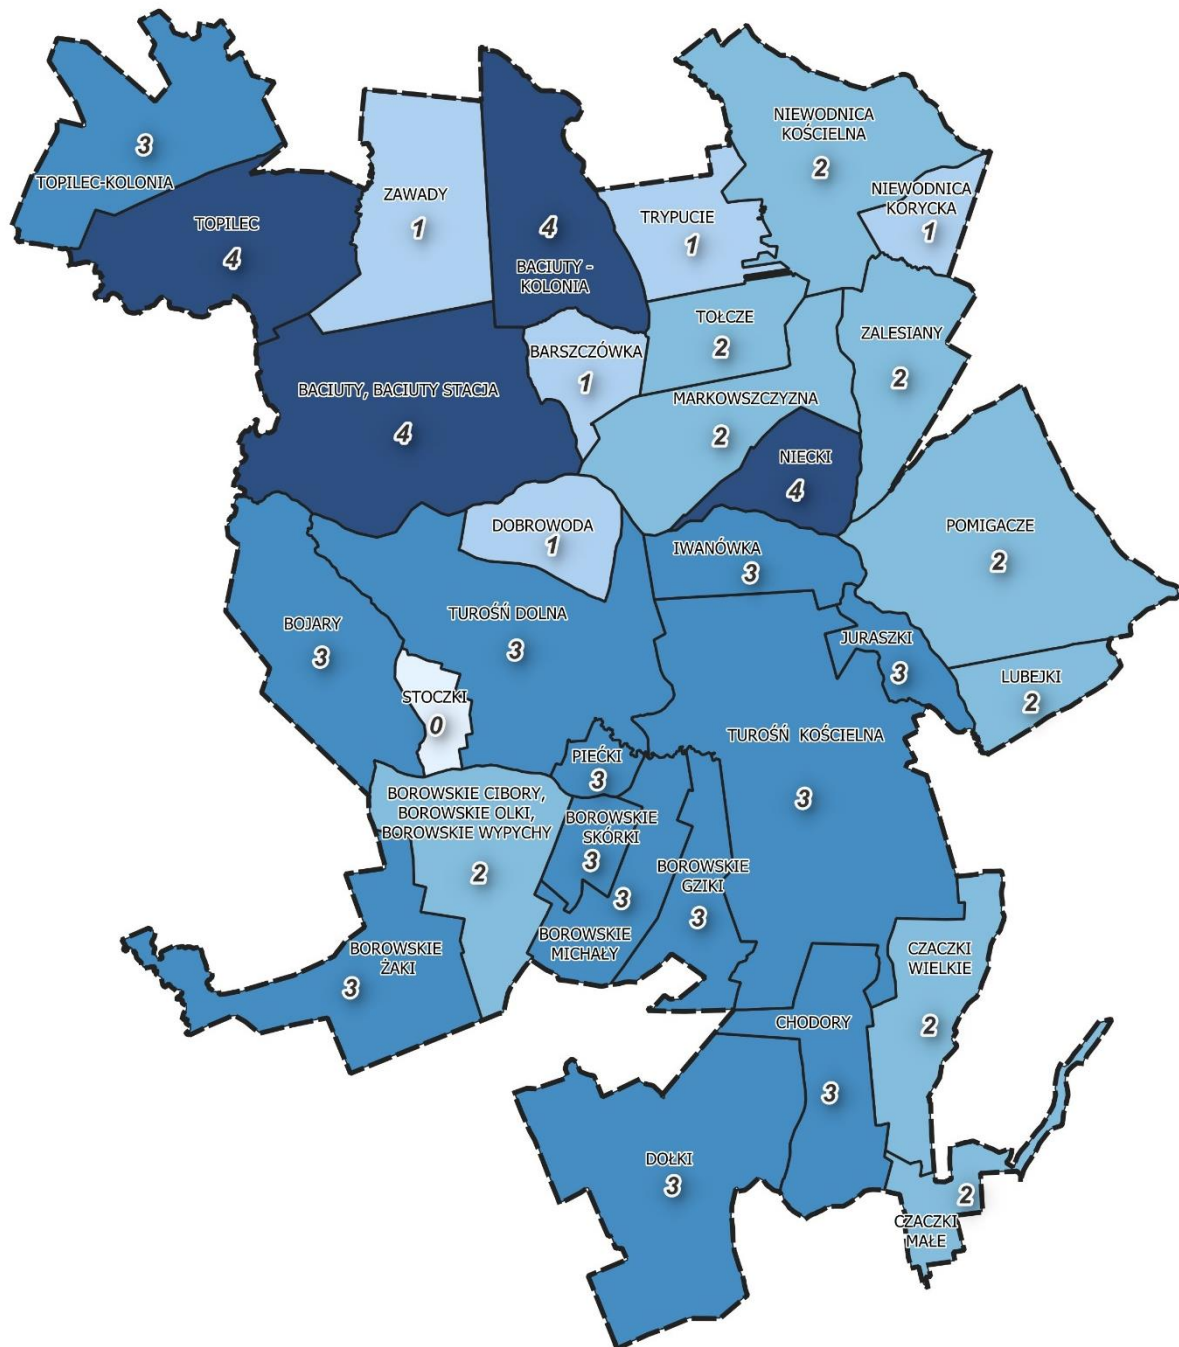 NIEWODNICA
KOŚCIELNA
2
3
TOPILEC-KOLONIA
ZAWADY
1
NIEWODNICA
KORYCKA
1
TOPILEC
4
4
BACIUTY -
KOLONIA
TRYPUCIE
1
TOŁCZE
2
ZALESIANY
2
BARSZCZÓWKA
1
BACIUTY, BACIUTY STACJA
4
MARKOWSZCZYZNA
2
NIECKI
4
DOBROWODA
1
POMIGACZE
2
IWANÓWKA
3
BOJARY
3
TUROŚŃ DOLNA
3
JURASZKI
3
LUBEJKI
2
STOCZKI
0
TUROŚŃ KOŚCIELNA
3
PIEĆKI
3
BOROWSKIE CIBORY,
BOROWSKIE OLKI,
BOROWSKIE WYPYCHY
2
BOROWSKIE
SKÓRKI
3
BOROWSKIE
GZIKI
3
3
BOROWSKIE
MICHAŁY
BOROWSKIE
ŻAKI
3
CZACZKI
WIELKIE
2
CHODORY
3
DOŁKI
3
2
CZACZKI
MAŁE